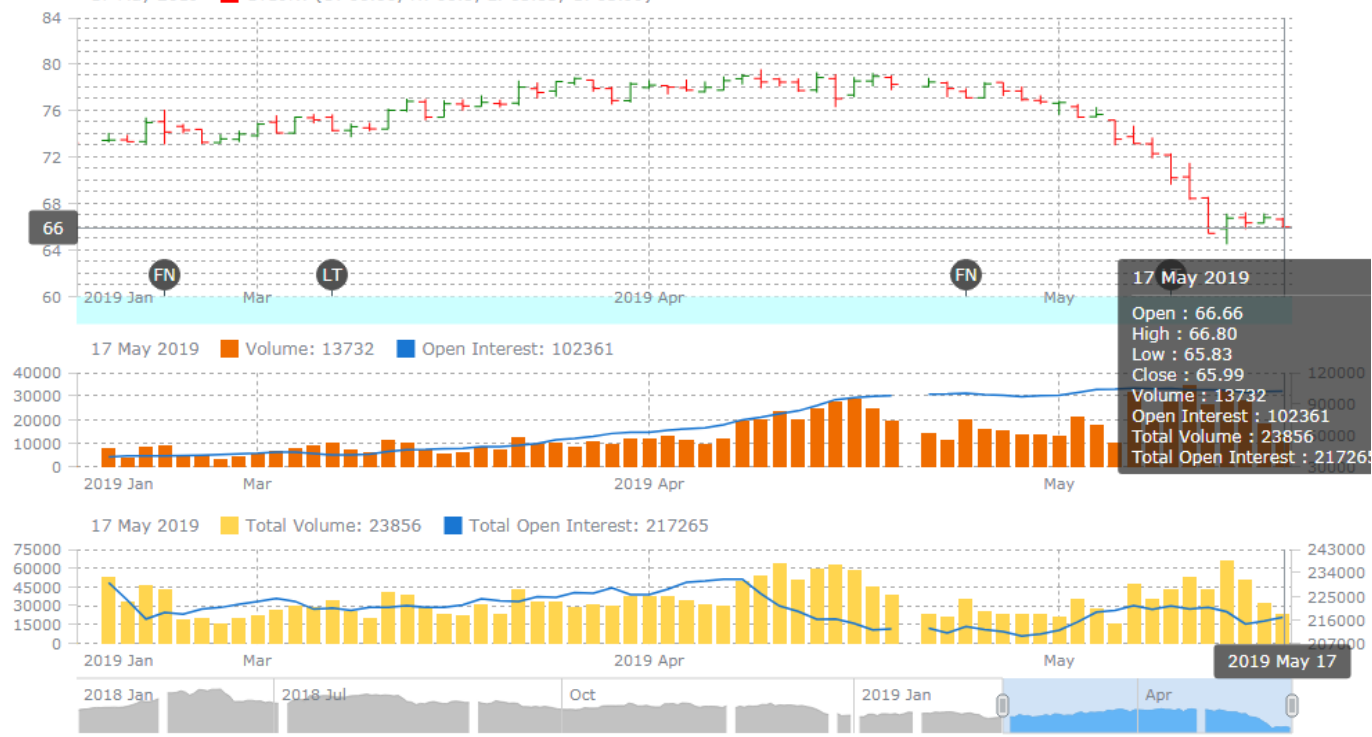 84
80
76
72
68
66
64
60
FN
LT
FN
2019 Jan
Mar
2019 Apr
May
17 May 2019
Open : 66.66
High : 66.80
Low : 65.83
Close : 65.99
Volume : 13732
Open Interest : 102361
Total Volume : 23856
Total Open Interest : 217265
17 May 2019 Volume: 13732 Open Interest: 102361
40000
30000
20000
10000
0
120000
90000
60000
30000
2019 Jan
Mar
2019 Apr
May
17 May 2019 Total Volume: 23856 Total Open Interest: 217265
75000
60000
45000
30000
15000
0
243000
234000
225000
216000
207000
2019 Jan
Mar
2019 Apr
May
2019 May 17
2018 Jan
2018 Jul
Oct
2019 Jan
Apr